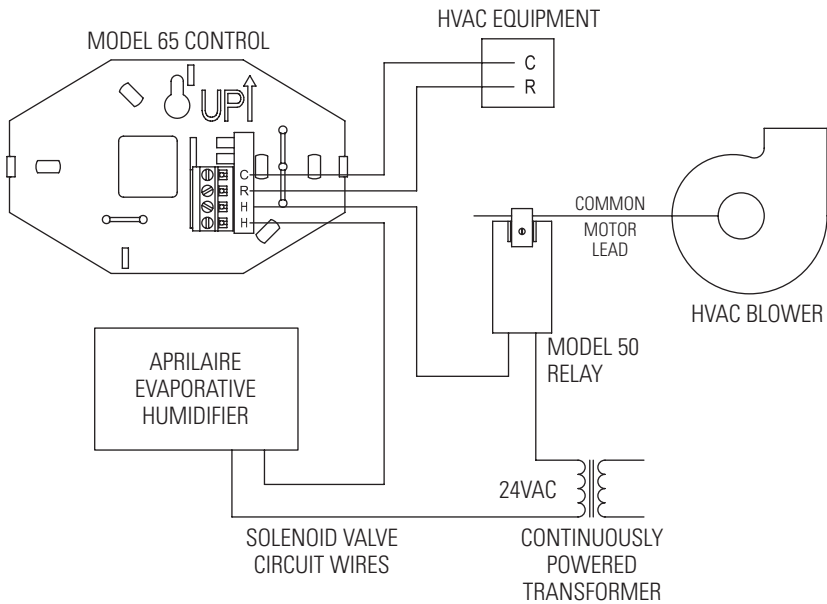 HVAC EQUIPMENT
C
R
MODEL 65 CONTROL
UP
C
R
H
H
COMMON
MOTOR
LEAD
HVAC BLOWER
MODEL 50
RELAY
APRILAIRE
EVAPORATIVE
HUMIDIFIER
24VAC
SOLENOID VALVE
CIRCUIT WIRES
CONTINUOUSLY
POWERED
TRANSFORMER